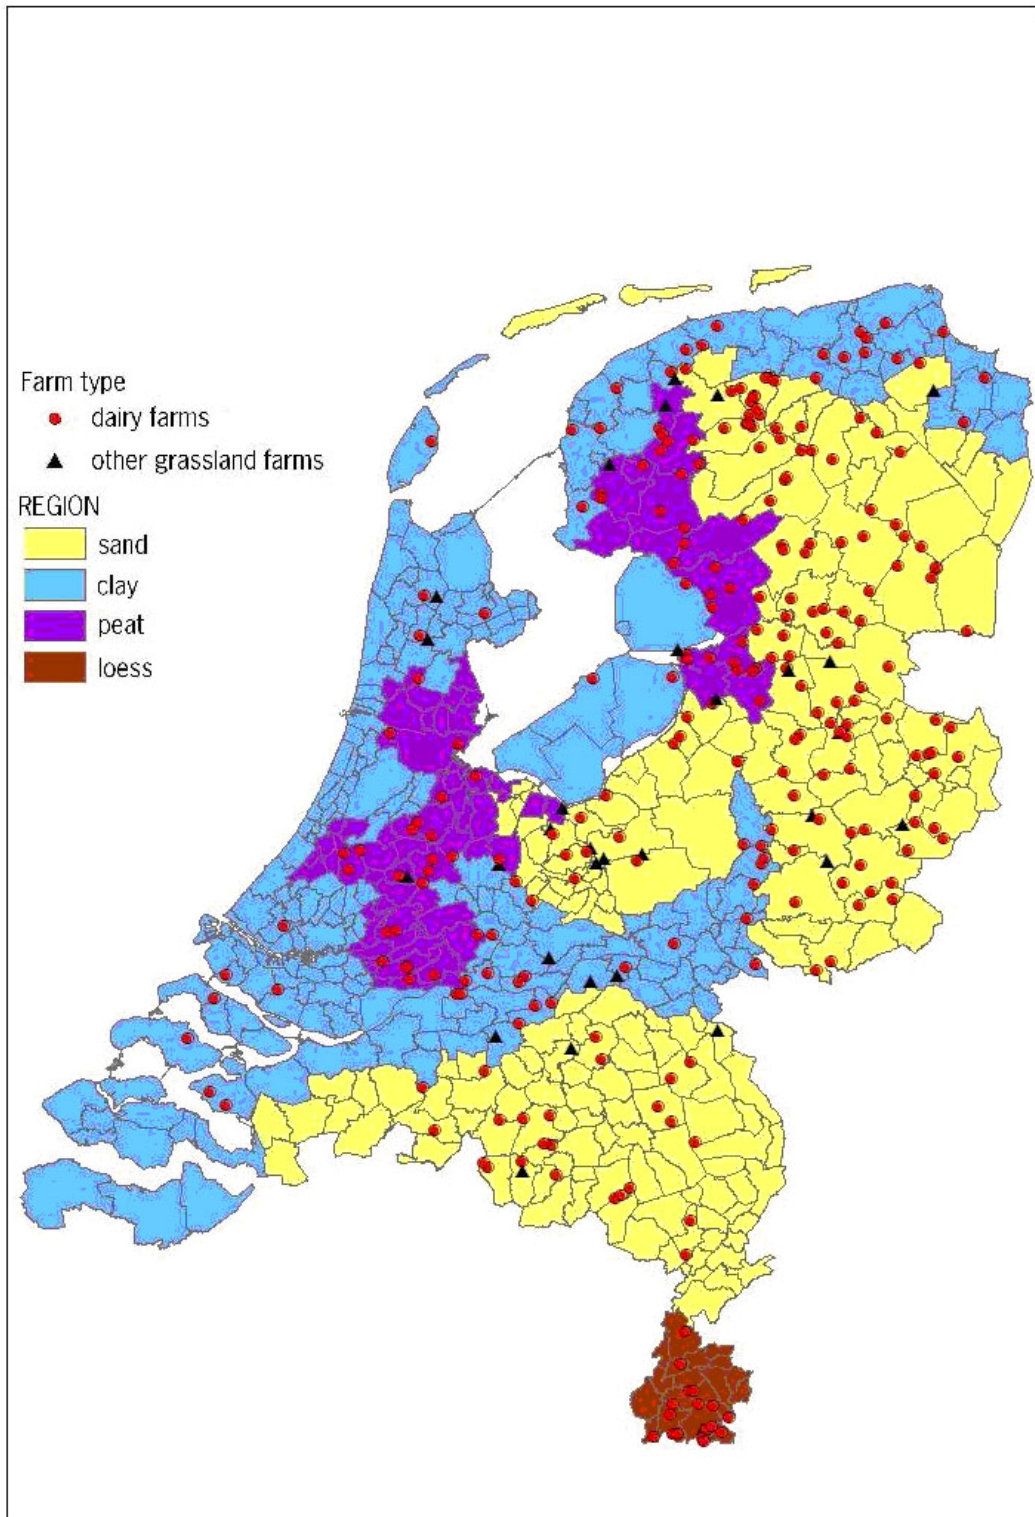 Farm type
dairy farms
other grassland farms
REGION
sand
clay
peat
loess